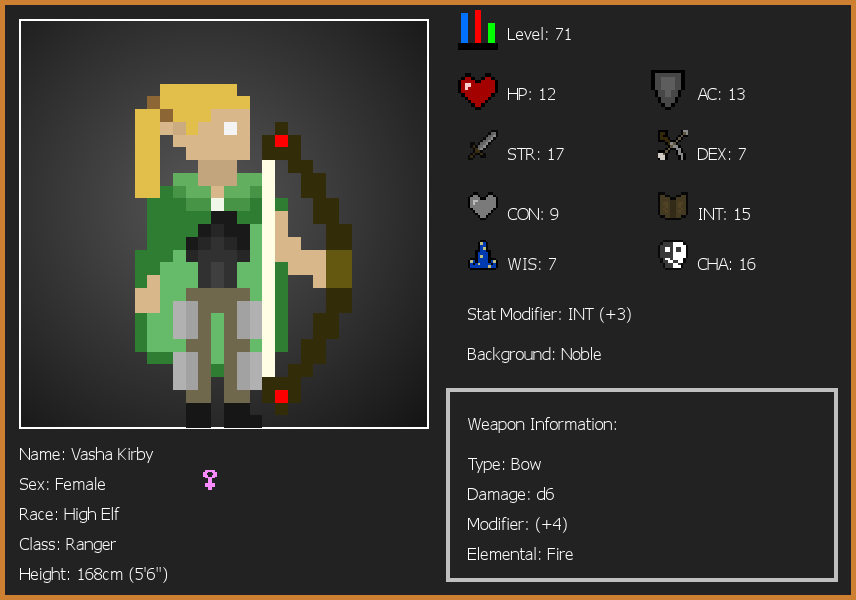 Level: 71
HP: 12
AC: 13
STR: 17
DEX: 7
CON: 9
INT: 15
WIS: 7
CHA: 16
Stat Modifier: INT (+3)
Background: Noble
Weapon Information:
Type: Bow
Damage: d6
Modifier: (+4)
Elemental: Fire
Name: Vasha Kirby
Sex: Female
Race: High Elf
Class: Ranger
Height: 168cm (5'6")